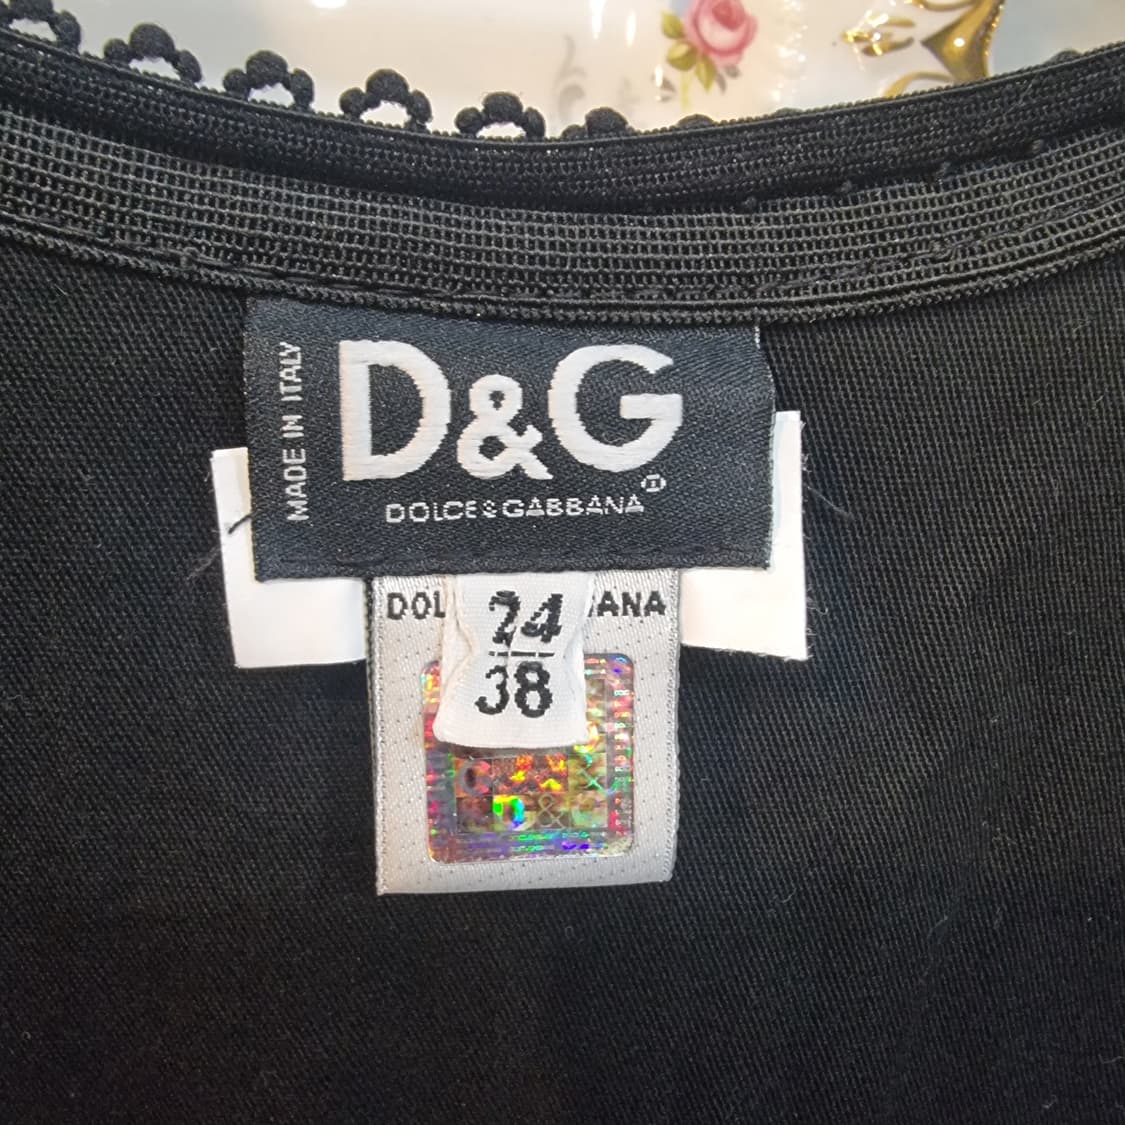 MADE IN ITALY
D&G
DOLCE&GABBANA
DOL ANA
24
38
D&G